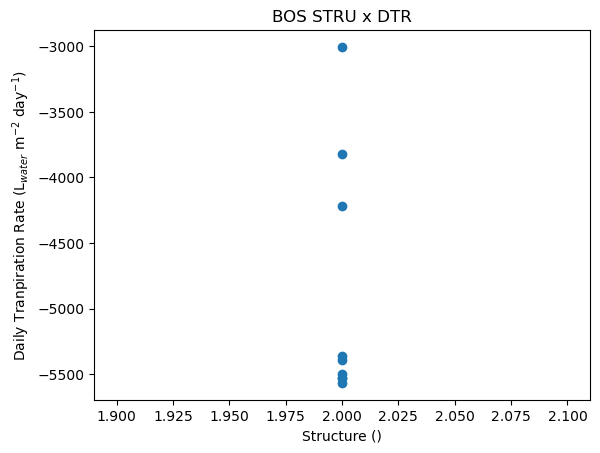 BOS STRU x DTR
Daily Tranpiration Rate (L$_{water}$ m$^{-2}$ day$^{-1}$)
−3000
−3500
−4000
−4500
−5000
−5500
1.900 1.925 1.950 1.975 2.000 2.025 2.050 2.075 2.100
Structure ()